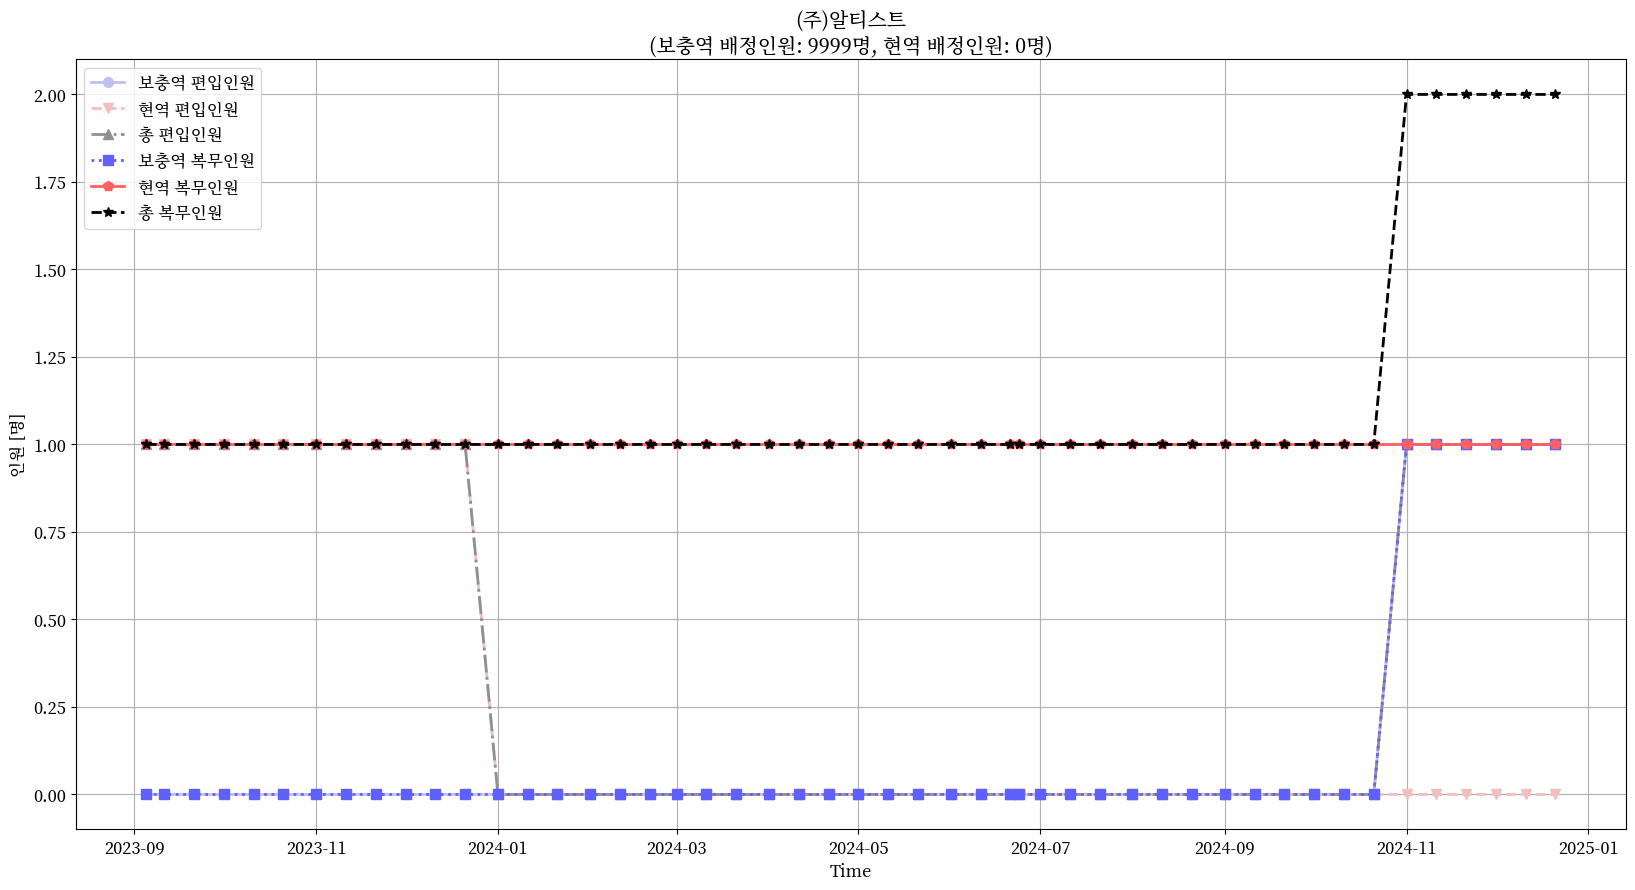 (주)알티스트
(보충역 배정인원: 9999명, 현역 배정인원: 0명)
보충역 편입인원
현역 편입인원
총 편입인원
보충역 복무인원
현역 복무인원
총 복무인원
인원 [명]
2.00
1.75
1.50
1.25
1.00
0.75
0.50
0.25
0.00
2023-09 2023-11 2024-01 2024-03 2024-05 2024-07 2024-09 2024-11 2025-01
Time